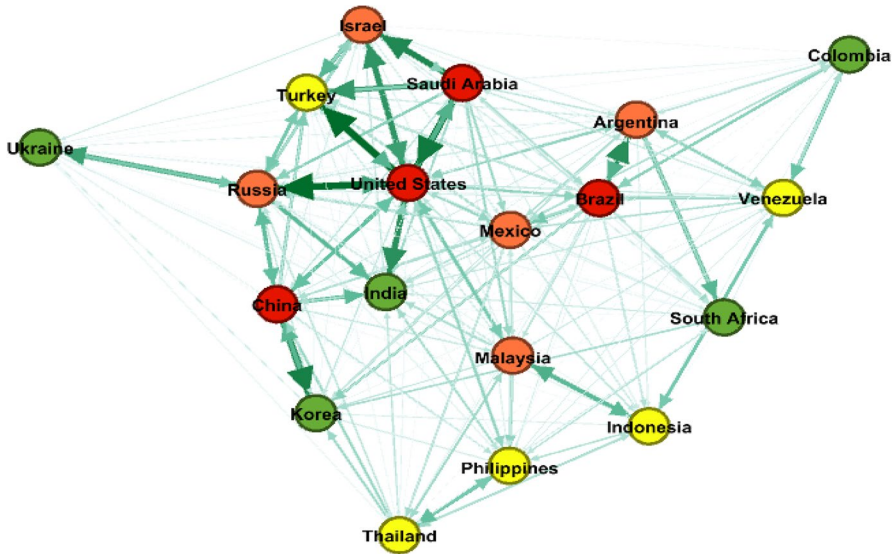 Israel
Colombia
Saudi Arabia
Turkey
Argentina
Ukraine
Russia
United States
Brazil
Venezuela
Mexico
China
India
South Africa
Malaysia
Korea
Indonesia
Philippines
Thailand